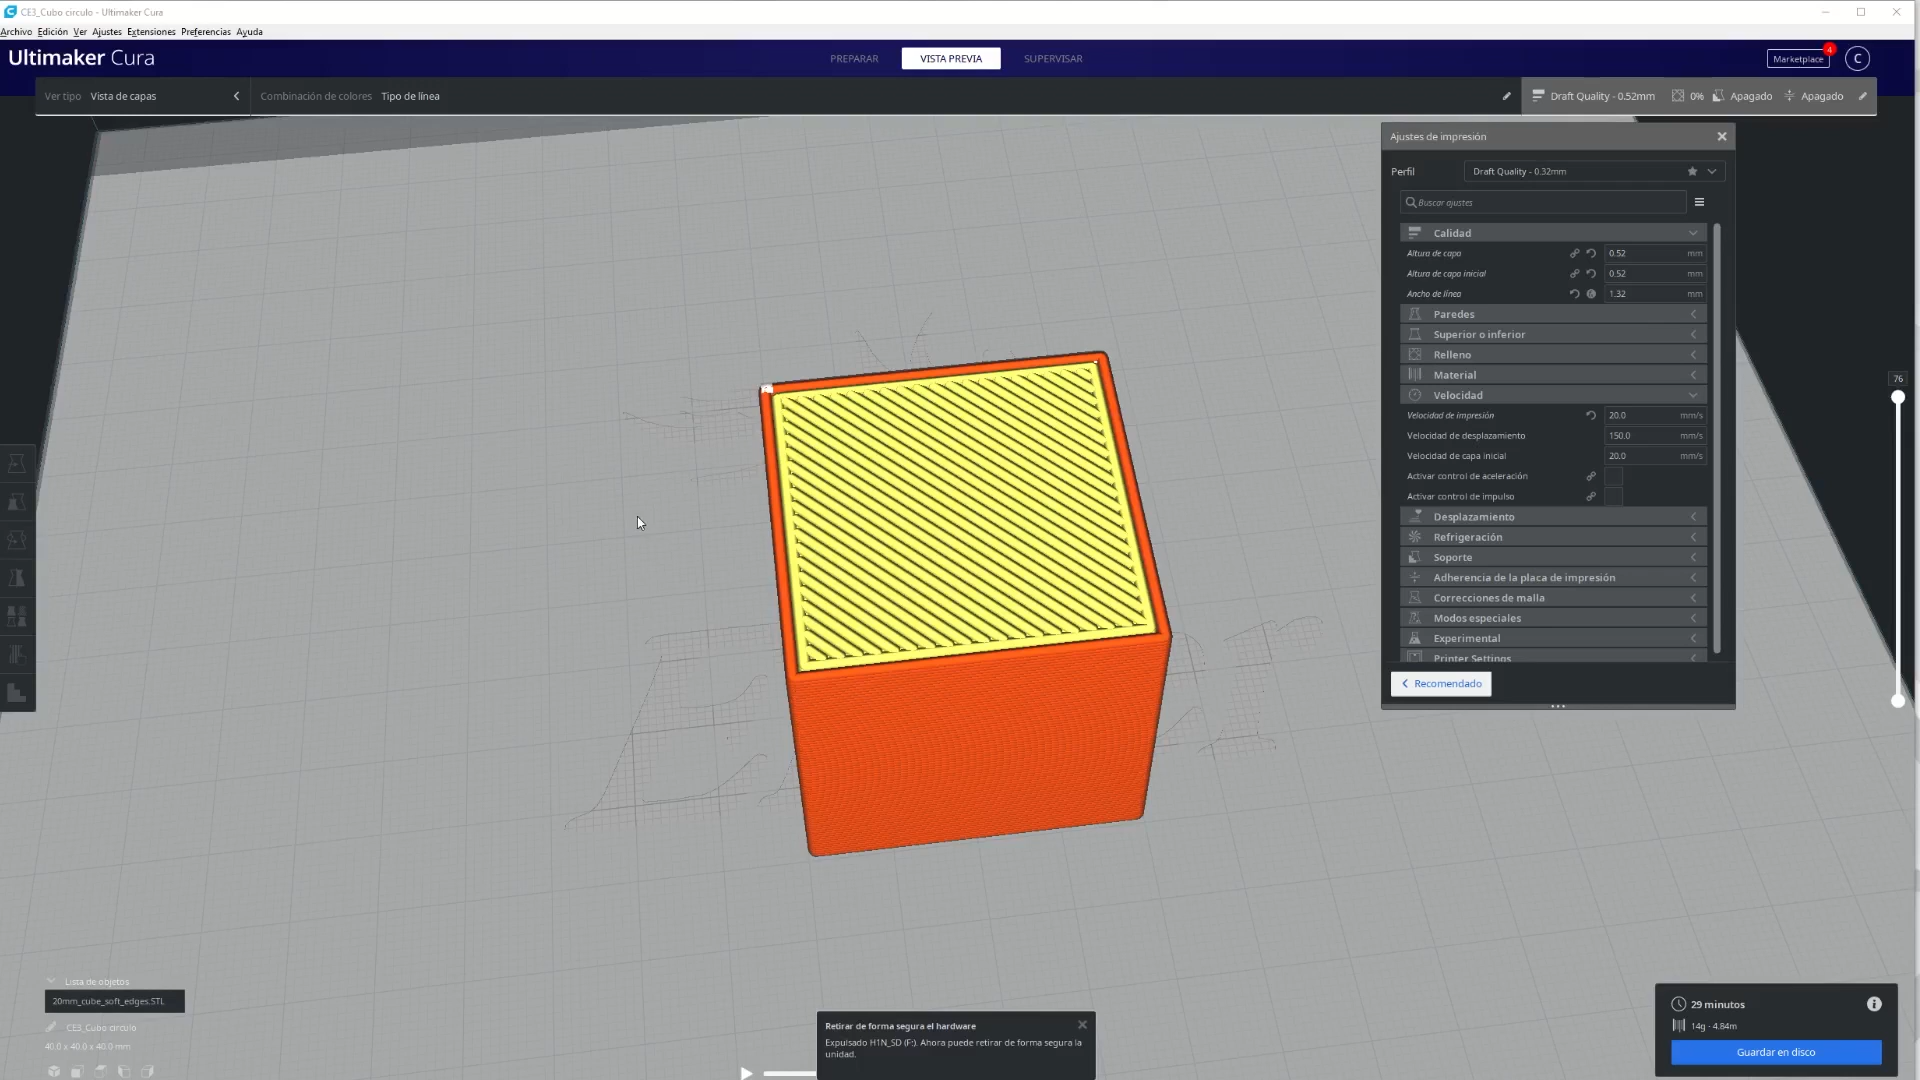 CE3_Cubo circulo - Ultimaker Cura
Archivo Edición Ver Ajustes Extensiones Preferencias Ayuda
Ultimaker Cura
PREPARAR
VISTA PREVIA
SUPERVISAR
Marketplace
4
C
Ver tipo Vista de capas
Combinación de colores Tipo de línea
Draft Quality - 0.52mm
0%
Apagado
Apagado
Ajustes de impresión
Perfil
Draft Quality - 0.32mm
Buscar ajustes
Calidad
Altura de capa 0.52 mm
Altura de capa inicial 0.52 mm
Ancho de línea 1.32 mm
Paredes
Superior o inferior
Relleno
Material
Velocidad
Velocidad de impresión 20.0 mm/s
Velocidad de desplazamiento 150.0 mm/s
Velocidad de capa inicial 20.0 mm/s
Activar control de aceleración
Activar control de impulso
Desplazamiento
Refrigeración
Soporte
Adherencia de la placa de impresión
Correcciones de malla
Modos especiales
Experimental
Printer Settings
Recomendado
76
Lista de objetos
20mm_cube_soft_edges.STL
CE3_Cubo circulo
40.0 x 40.0 x 40.0 mm
Retirar de forma segura el hardware
Expulsado H1N_SD (F:). Ahora puede retirar de forma segura la
unidad.
29 minutos
14g · 4.84m
Guardar en disco